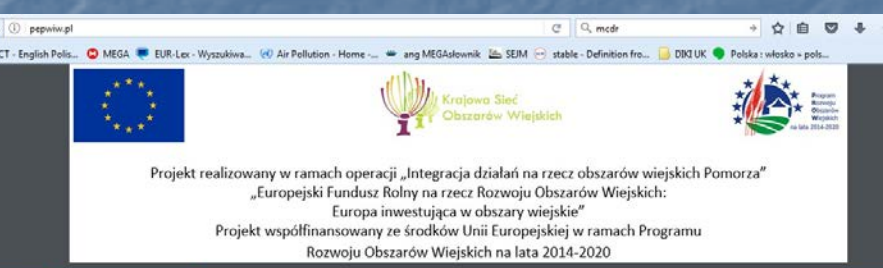 pepwiw.pl
mcdr
CT - English Polis...
MEGA
EUR-Lex - Wyszukiwa...
Air Pollution - Home -...
ang MEGAsłownik
SEJM
stable - Definition fro...
DIKI UK
Polska : włosko » pols...
Krajowa Sieć
Obszarów Wiejskich
Program
Rozwoju
Obszarów
Wiejskich
na lata 2014-2020
Projekt realizowany w ramach operacji „Integracja działań na rzecz obszarów wiejskich Pomorza”
„Europejski Fundusz Rolny na rzecz Rozwoju Obszarów Wiejskich:
Europa inwestująca w obszary wiejskie”
Projekt współfinansowany ze środków Unii Europejskiej w ramach Programu
Rozwoju Obszarów Wiejskich na lata 2014-2020